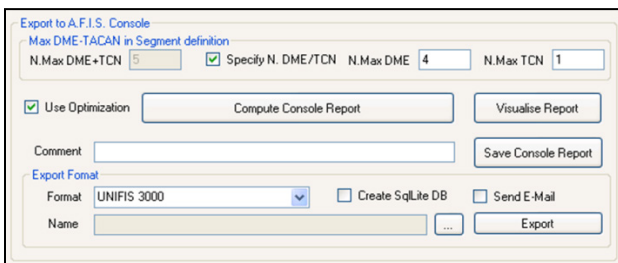 Export to A.F.I.S. Console
Max DME-TACAN in Segment definition
N.Max DME+TCN 5 Specify N. DME/TCN N.Max DME 4 N.Max TCN 1
Use Optimization Compute Console Report Visualise Report
Comment Save Console Report
Export Fomat
Format UNIFIS 3000 Create SqlLite DB Send E-Mail
Name ... Export